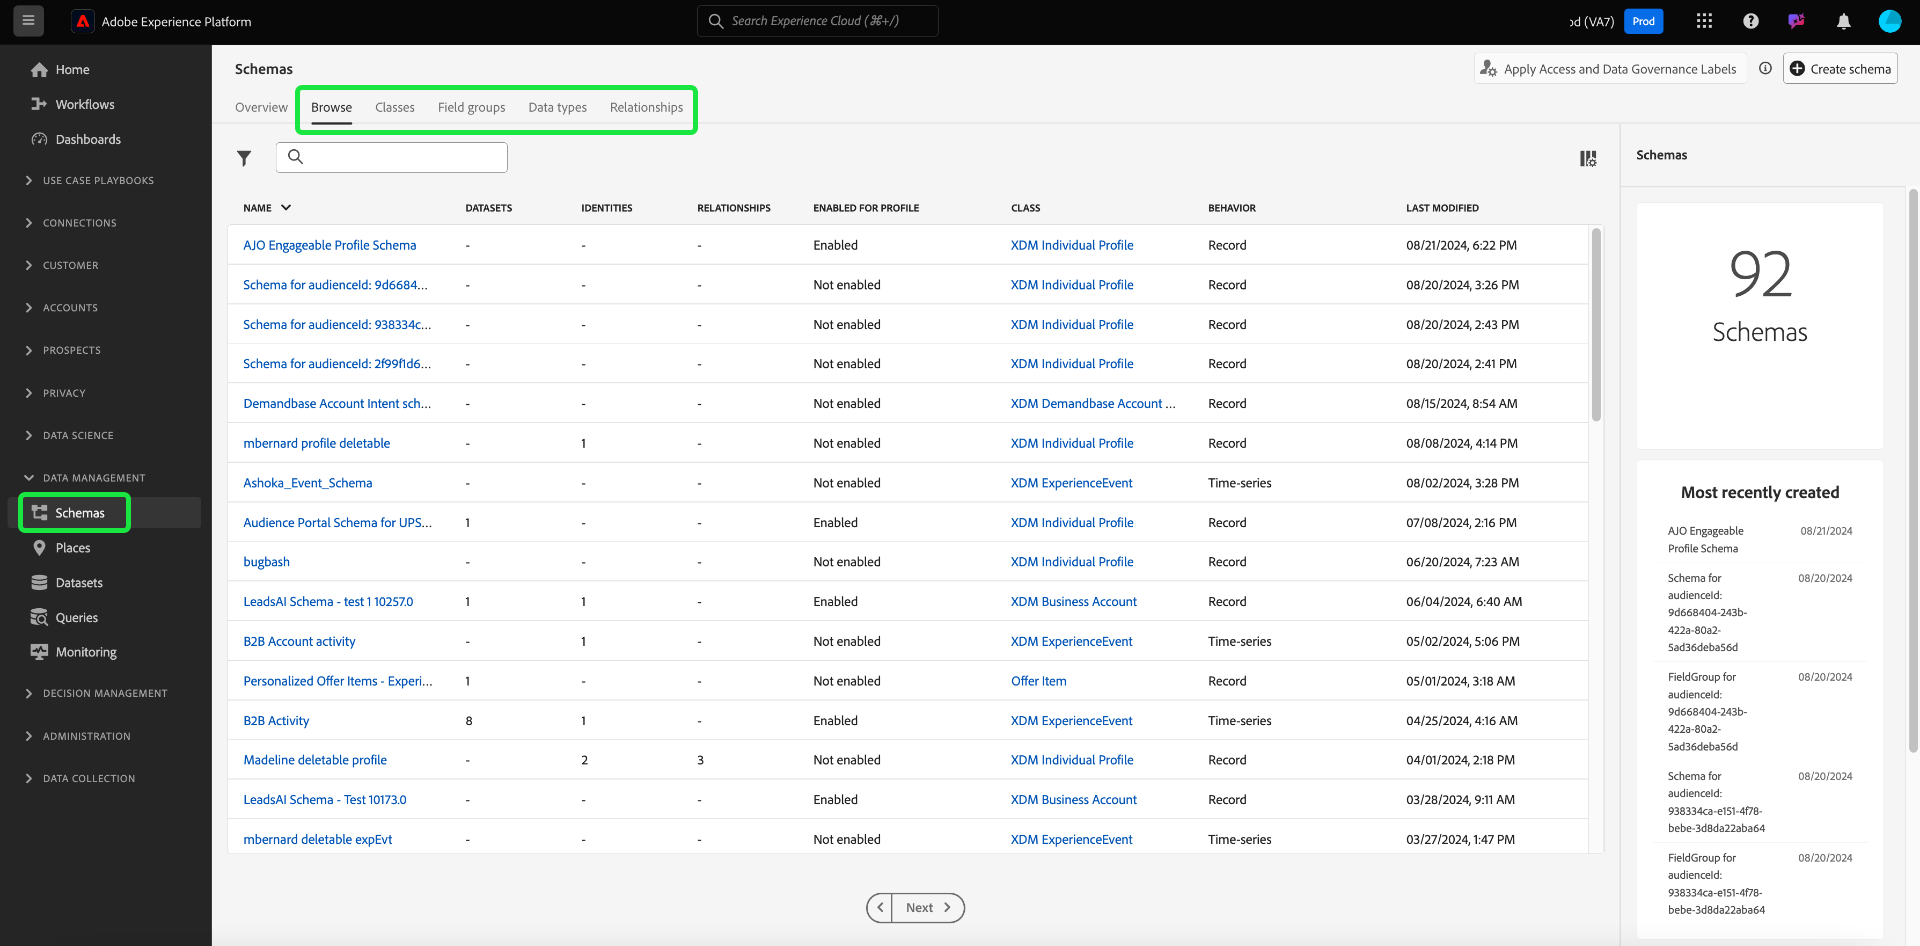 Adobe Experience Platform
Search Experience Cloud (⌘+/)
od (VA7)
Prod
Home
Workflows
Dashboards
USE CASE PLAYBOOKS
CONNECTIONS
CUSTOMER
ACCOUNTS
PROSPECTS
PRIVACY
DATA SCIENCE
DATA MANAGEMENT
Schemas
Places
Datasets
Queries
Monitoring
DECISION MANAGEMENT
ADMINISTRATION
DATA COLLECTION
Schemas
Apply Access and Data Governance Labels
Create schema
Overview Browse Classes Field groups Data types Relationships
NAME DATASETS IDENTITIES RELATIONSHIPS ENABLED FOR PROFILE CLASS BEHAVIOR LAST MODIFIED
AJO Engageable Profile Schema - - - Enabled XDM Individual Profile Record 08/21/2024, 6:22 PM
Schema for audienceId: 9d6684... - - - Not enabled XDM Individual Profile Record 08/20/2024, 3:26 PM
Schema for audienceId: 938334c... - - - Not enabled XDM Individual Profile Record 08/20/2024, 2:43 PM
Schema for audienceId: 2f99f1d6... - - - Not enabled XDM Individual Profile Record 08/20/2024, 2:41 PM
Demandbase Account Intent sch... - - - Not enabled XDM Demandbase Account ... Record 08/15/2024, 8:54 AM
mbernard profile deletable - 1 - Not enabled XDM Individual Profile Record 08/08/2024, 4:14 PM
Ashoka_Event_Schema - - - Not enabled XDM ExperienceEvent Time-series 08/02/2024, 3:28 PM
Audience Portal Schema for UPS... 1 - - Enabled XDM Individual Profile Record 07/08/2024, 2:16 PM
bugbash - - - Not enabled XDM Individual Profile Record 06/20/2024, 7:23 AM
LeadsAI Schema - test 1 10257.0 1 1 - Enabled XDM Business Account Record 06/04/2024, 6:40 AM
B2B Account activity - 1 - Not enabled XDM ExperienceEvent Time-series 05/02/2024, 5:06 PM
Personalized Offer Items - Experi... 1 - - Not enabled Offer Item Record 05/01/2024, 3:18 AM
B2B Activity 8 1 - Enabled XDM ExperienceEvent Time-series 04/25/2024, 4:16 AM
Madeline deletable profile - 2 3 Not enabled XDM Individual Profile Record 04/01/2024, 2:18 PM
LeadsAI Schema - Test 10173.0 - - - Enabled XDM Business Account Record 03/28/2024, 9:11 AM
mbernard deletable expEvt - - - Not enabled XDM ExperienceEvent Time-series 03/27/2024, 1:47 PM
Next
Schemas
92
Schemas
Most recently created
AJO Engageable 08/21/2024
Profile Schema
Schema for 08/20/2024
audienceId:
9d668404-243b-
422a-80a2-
5ad36deba56d
FieldGroup for 08/20/2024
audienceId:
9d668404-243b-
422a-80a2-
5ad36deba56d
Schema for 08/20/2024
audienceId:
938334ca-e151-4f78-
bebe-3d8da22aba64
FieldGroup for 08/20/2024
audienceId:
938334ca-e151-4f78-
bebe-3d8da22aba64